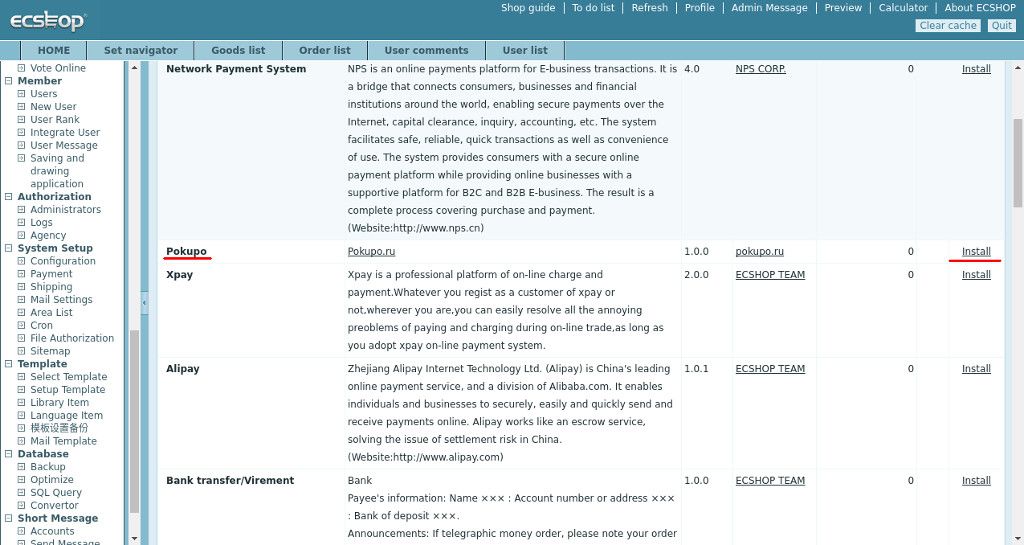 Shop guide To do list Refresh Profile Admin Message Preview Calculator About ECSHOP
ecshop
Clear cache Quit
HOME Set navigator Goods list Order list User comments User list
Vote Online
Member
Users
New User
User Rank
Integrate User
User Message
Saving and
drawing
application
Authorization
Administrators
Logs
Agency
System Setup
Configuration
Payment
Shipping
Mail Settings
Area List
Cron
File Authorization
Sitemap
Template
Select Template
Setup Template
Library Item
Language Item
模板设置备份
Mail Template
Database
Backup
Optimize
SQL Query
Convertor
Short Message
Accounts
Send Message
Network Payment System NPS is an online payments platform for E-business transactions. It is 4.0 NPS CORP. 0 Install
a bridge that connects consumers, businesses and financial
institutions around the world, enabling secure payments over the
Internet, capital clearance, inquiry, accounting, etc. The system
facilitates safe, reliable, quick transactions as well as convenience
of use. The system provides consumers with a secure online
payment platform while providing online businesses with a
supportive platform for B2C and B2B E-business. The result is a
complete process covering purchase and payment.
(Website:http://www.nps.cn)
Pokupo Pokupo.ru 1.0.0 pokupo.ru 0 Install
Xpay Xpay is a professional platform of on-line charge and 2.0.0 ECSHOP TEAM 0 Install
payment.Whatever you regist as a customer of xpay or
not,wherever you are,you can easily resolve all the annoying
preoblems of paying and charging during on-line trade,as long as
you adopt xpay on-line payment system.
Alipay Zhejiang Alipay Internet Technology Ltd. (Alipay) is China's leading 1.0.1 ECSHOP TEAM 0 Install
online payment service, and a division of Alibaba.com. It enables
individuals and businesses to securely, easily and quickly send and
receive payments online. Alipay works like an escrow service,
solving the issue of settlement risk in China.
(Website:http://www.alipay.com)
Bank transfer/Virement Bank 1.0.0 ECSHOP TEAM 0 Install
Payee's information: Name ××× : Account number or address ×××
: Bank of deposit ×××.
Announcements: If telegraphic money order, please note your order